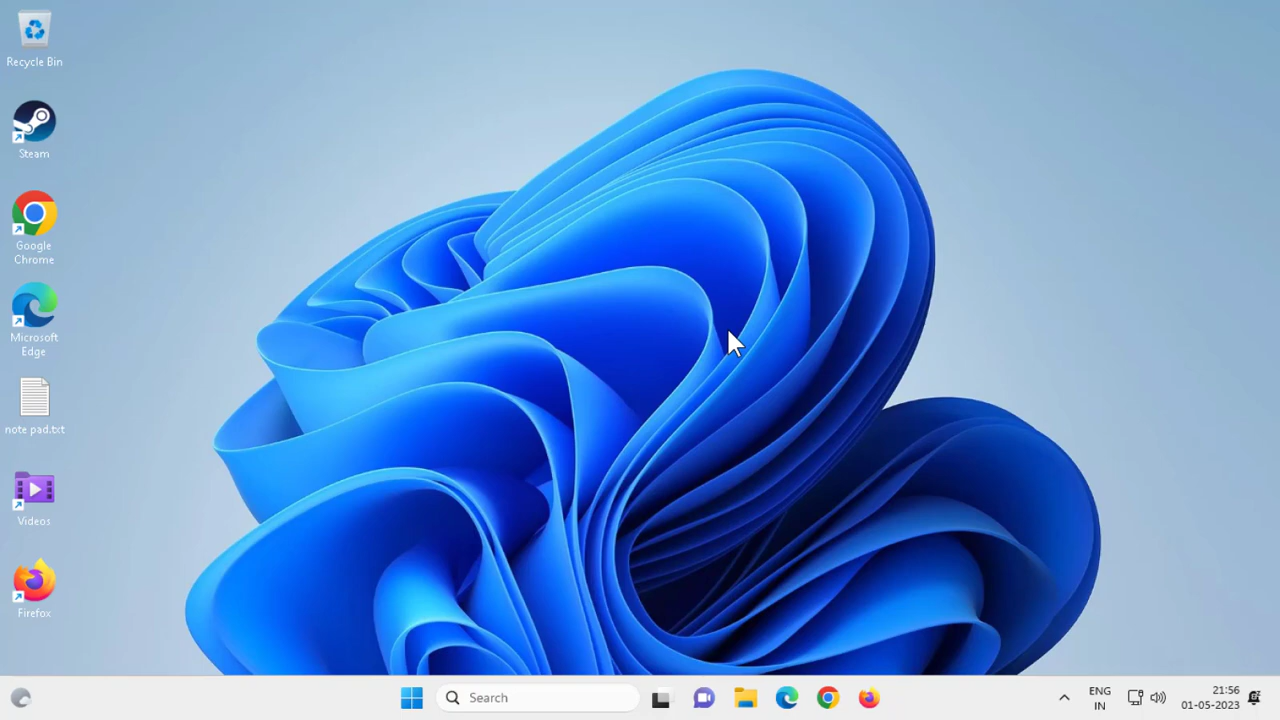 Recycle Bin
Steam
Google
Chrome
Microsoft
Edge
note pad.txt
Videos
Firefox
Search
ENG
IN
21:56
01-05-2023